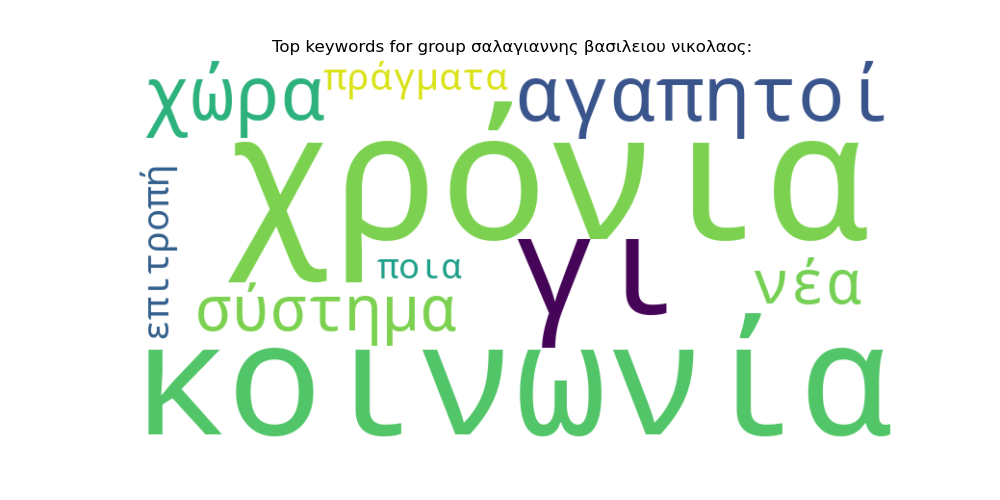 Top keywords for group σαλαγιαννης βασιλειου νικολαος:
χώρα πράγματα αγαπητοί
χρόνια
επιτροπή
ποια γι νέα
σύστημα
κοινωνία